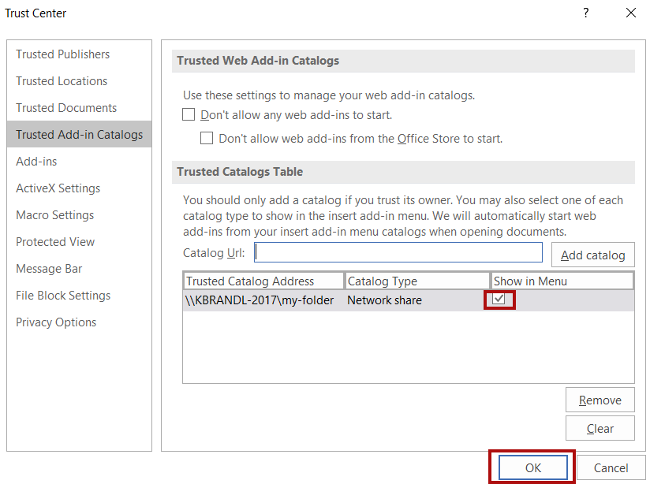 Trust Center
?
Trusted Publishers
Trusted Locations
Trusted Documents
Trusted Add-in Catalogs
Add-ins
ActiveX Settings
Macro Settings
Protected View
Message Bar
File Block Settings
Privacy Options
Trusted Web Add-in Catalogs
Use these settings to manage your web add-in catalogs.
Don't allow any web add-ins to start.
Don't allow web add-ins from the Office Store to start.
Trusted Catalogs Table
You should only add a catalog if you trust its owner. You may also select one of each
catalog type to show in the insert add-in menu. We will automatically start web
add-ins from your insert add-in menu catalogs when opening documents.
Catalog Url: Add catalog
Trusted Catalog Address Catalog Type Show in Menu
\\KBRANDL-2017\my-folder Network share
Remove
Clear
OK Cancel